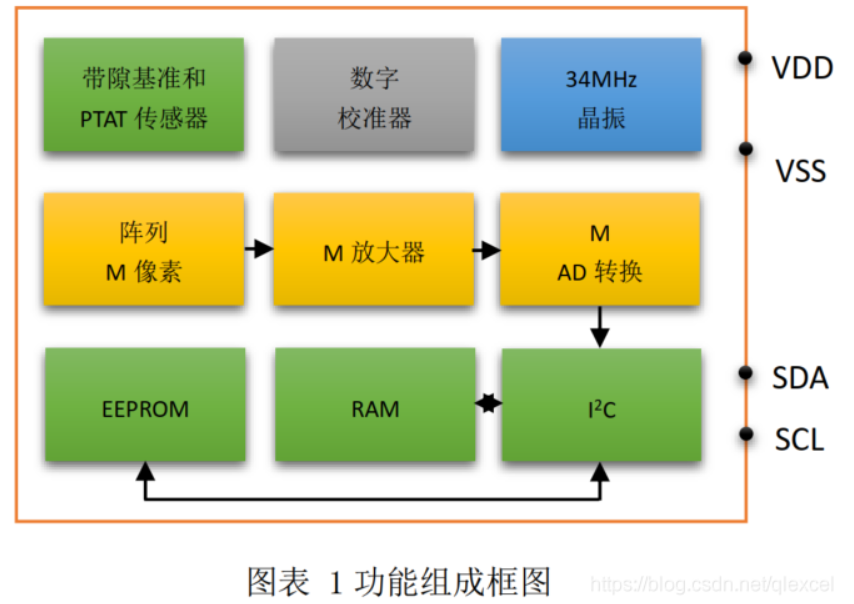 带隙基准和
PTAT 传感器
数字
校准器
34MHz
晶振
VDD
VSS
阵列
M 像素
M 放大器
M
AD 转换
EEPROM
RAM
I²C
SDA
SCL
图表 1 功能组成框图
https://blog.csdn.net/qlexcel